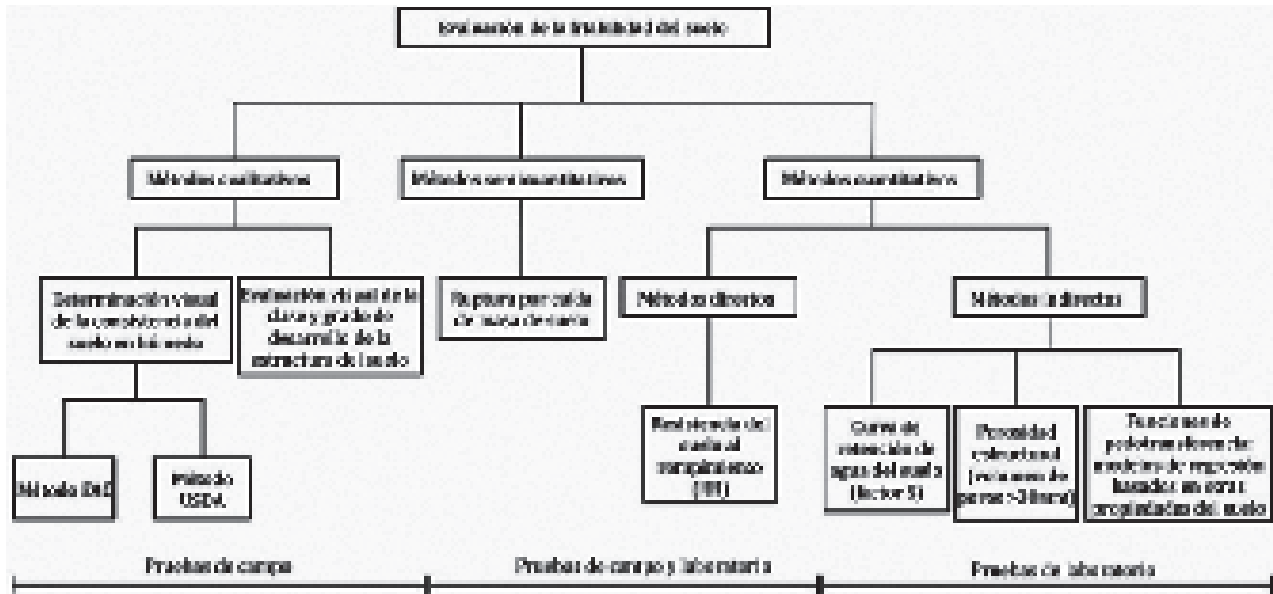 Evaluación de la friabilidad del suelo
Métodos cualitativos
Métodos semicuantitativos
Métodos cuantitativos
Determinación visual
de la consistencia del
suelo en húmedo
Evaluación visual de la
clase y grado de
desarrollo de la
estructura del suelo
Ruptura por caída
de masa de suelo
Métodos directos
Métodos indirectos
Método
Método
USDA
Resistencia del
suelo al
rompimiento
Curva de
retención de
agua del suelo
(factor S)
Porosidad
estructural
(volumen de
poros
Funciones de
pedotransferencia:
modelos de regresión
basados en otras
propiedades del suelo
Pruebas de campo
Pruebas de campo y laboratorio
Pruebas de laboratorio